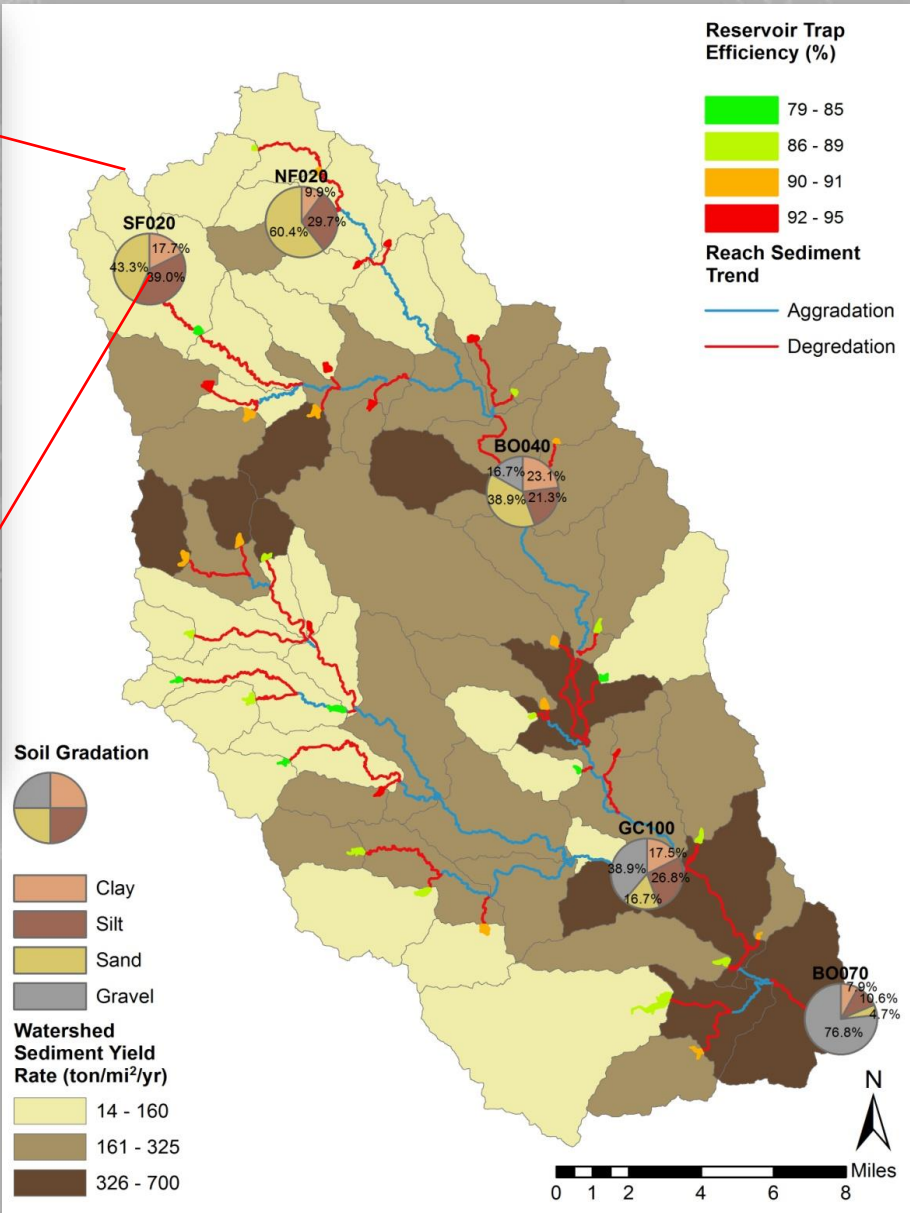 Reservoir Trap
Efficiency (%)
79 - 85
86 - 89
90 - 91
92 - 95
Reach Sediment
Trend
Aggradation
Degredation
NF020
9.9%
29.7%
60.4%
SF020
17.7%
43.3%
39.0%
BO040
16.7%
23.1%
38.9%
21.3%
GC100
17.5%
38.9%
26.8%
16.7%
BO070
7.9%
10.6%
4.7%
76.8%
Soil Gradation
Clay
Silt
Sand
Gravel
Watershed
Sediment Yield
Rate (ton/mi²/yr)
14 - 160
161 - 325
326 - 700
N
Miles
0 1 2 4 6 8